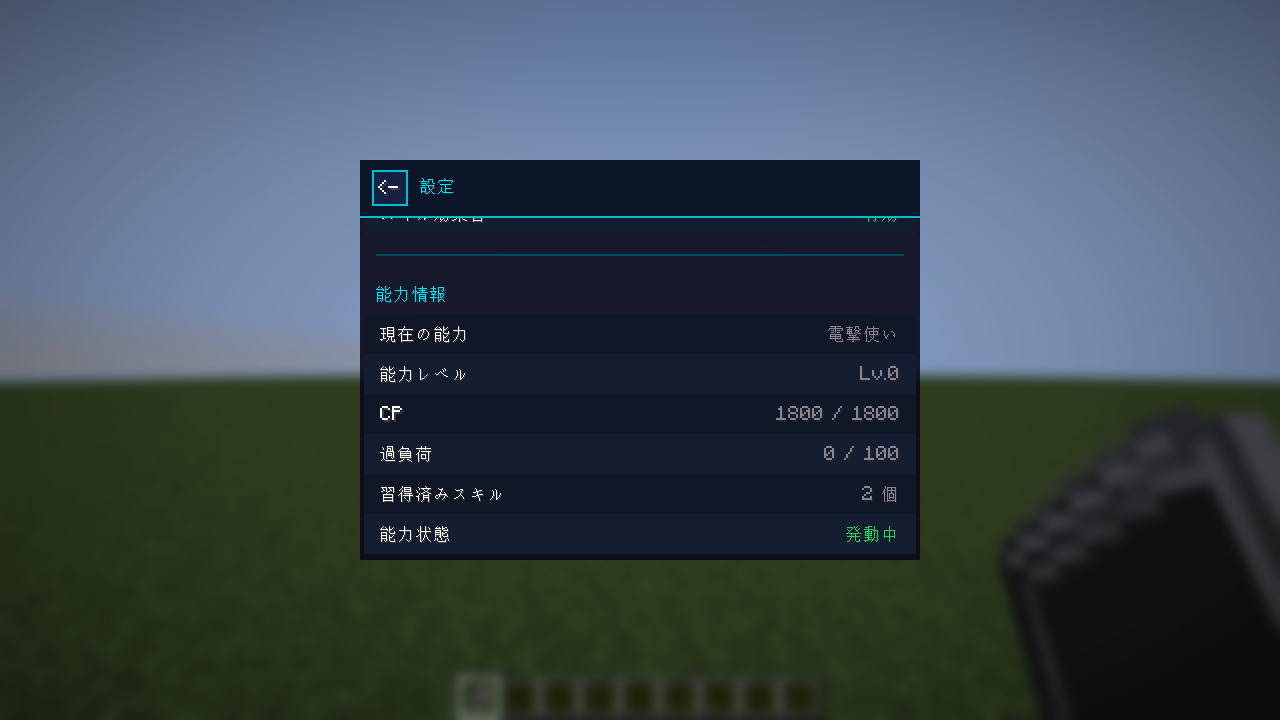 設定
能力情報
現在の能力 電撃使い
能力レベル Lv.0
CP 1800 / 1800
過負荷 0 / 100
習得済みスキル 2 個
能力状態 発動中